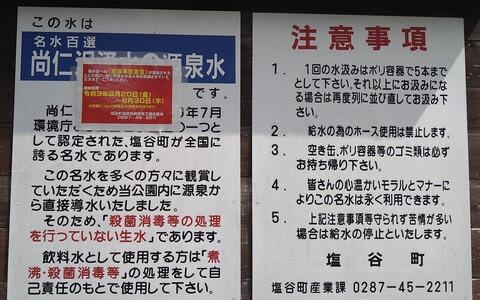 この水は
名水百選
尚仁沢湧水の源泉水
です。
尚仁
年7月
環境庁
の一つと
して認定された、塩谷町が全国に
誇る名水であります。
この名水を多くの方々に観賞し
ていただくため当公園内に源泉か
ら直接導水いたしました。
そのため、「殺菌消毒等の処理
を行っていない生水」であります。
飲料水として使用する方は「煮
沸・殺菌消毒等」の処理をして自
己責任のもとで使用して下さい。
令和3年8月20日(金)
~9月30日(木)
0287-45-2211
注意事項
1. 1回の水汲みはポリ容器で5本まで
として下さい。それ以上にお汲みにな
る場合は再度列に並び直してお汲み下
さい。
2. 給水の為のホース使用は禁止します。
3. 空き缶、ポリ容器等のゴミ類は必ず
お持ち帰り下さい。
4. 皆さんの心温かいモラルとマナーに
よりこの名水は永く利用できます。
5. 上記注意事項等守られず苦情が多い
場合は給水の停止といたします。
塩谷町
塩谷町産業課 0287-45-2211